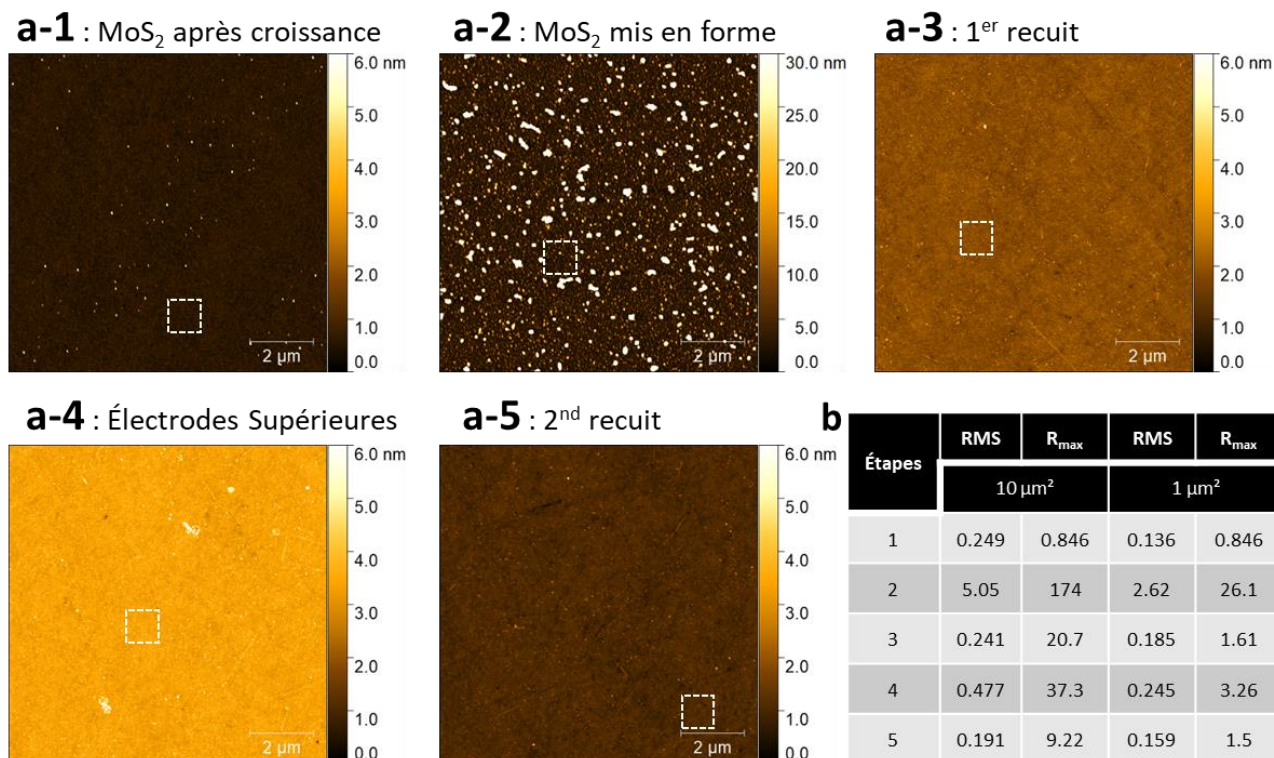 a-1 : MoS₂ après croissance
6.0 nm
5.0
4.0
3.0
2.0
1.0
0.0
2 µm
a-2 : MoS₂ mis en forme
30.0 nm
25.0
20.0
15.0
10.0
5.0
0.0
2 µm
a-3 : 1er recuit
6.0 nm
5.0
4.0
3.0
2.0
1.0
0.0
2 µm
a-4 : Électrodes Supérieures
6.0 nm
5.0
4.0
3.0
2.0
1.0
0.0
2 µm
a-5 : 2nd recuit
6.0 nm
5.0
4.0
3.0
2.0
1.0
0.0
2 µm
b
Étapes RMS Rmax RMS Rmax
10 µm² 1 µm²
1 0.249 0.846 0.136 0.846
2 5.05 174 2.62 26.1
3 0.241 20.7 0.185 1.61
4 0.477 37.3 0.245 3.26
5 0.191 9.22 0.159 1.5